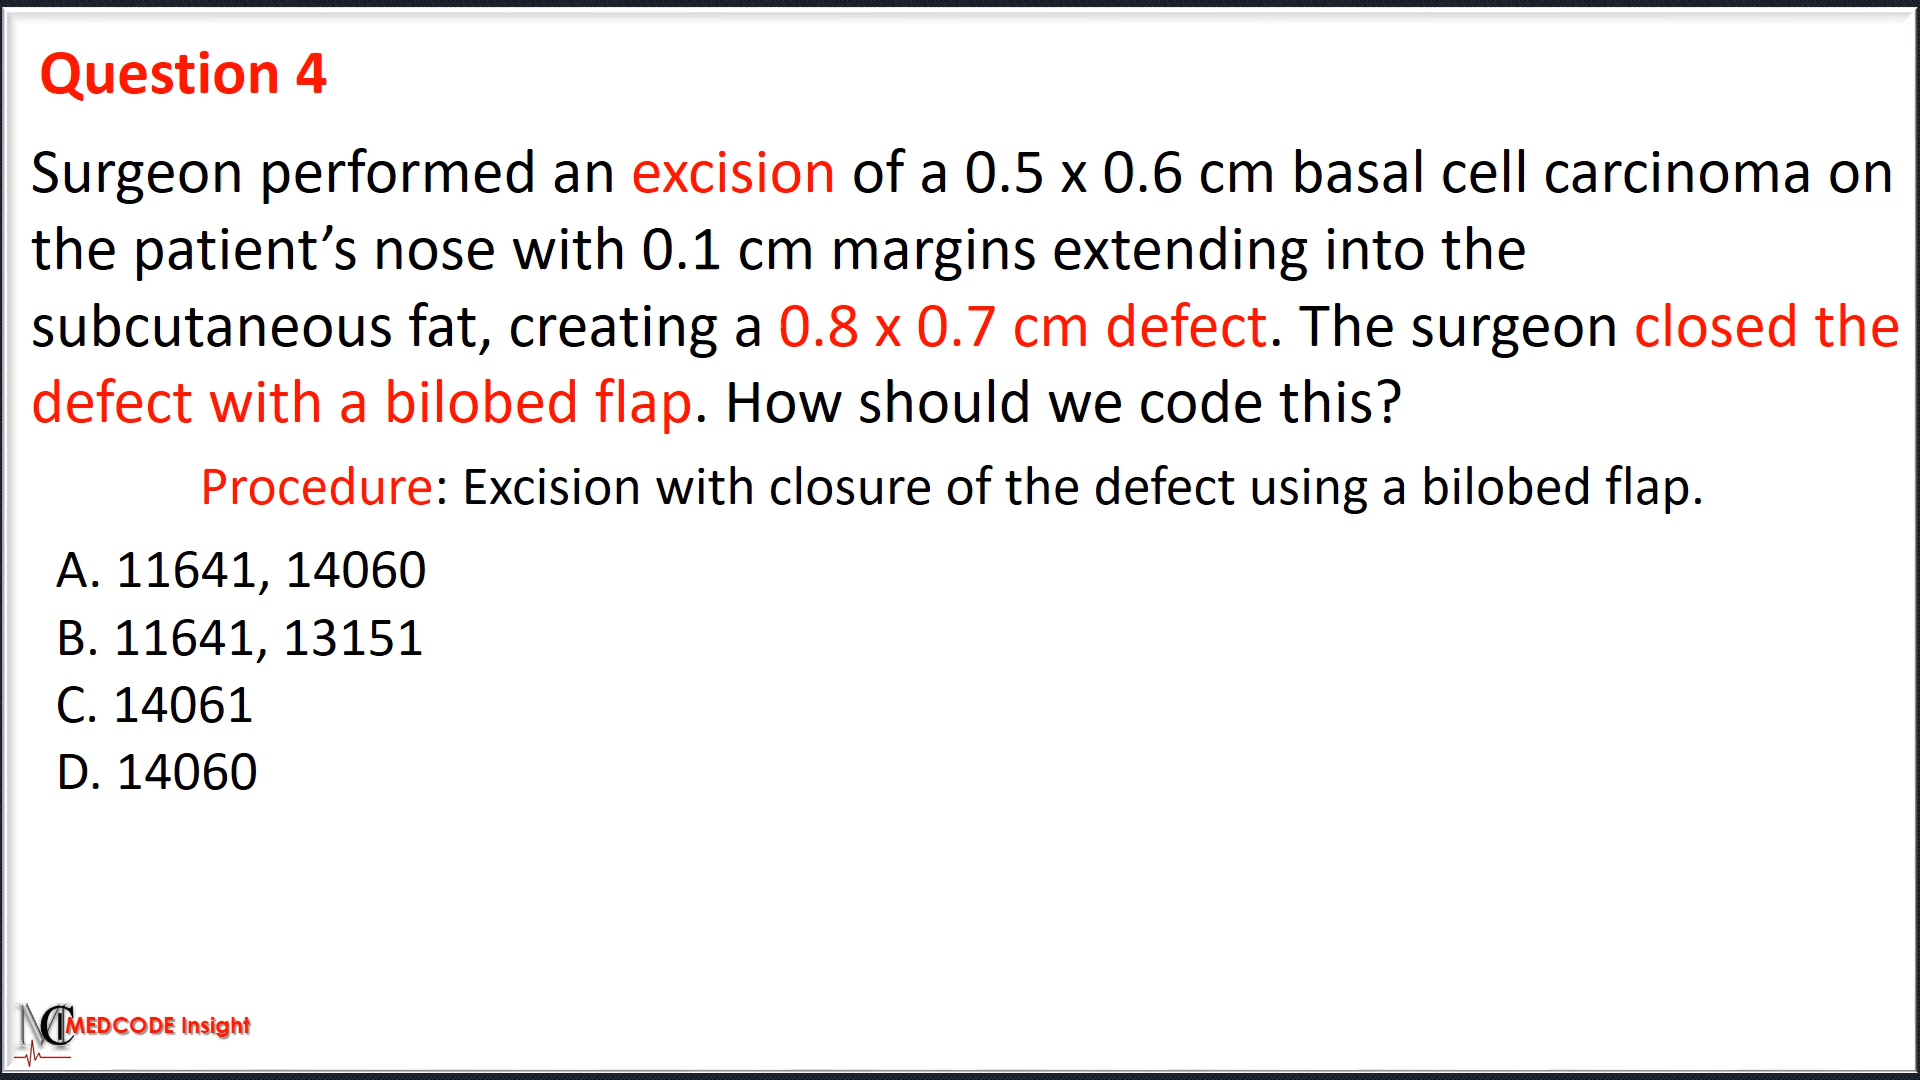 Question 4
Surgeon performed an excision of a 0.5 x 0.6 cm basal cell carcinoma on
the patient’s nose with 0.1 cm margins extending into the
subcutaneous fat, creating a 0.8 x 0.7 cm defect. The surgeon closed the
defect with a bilobed flap. How should we code this?
Procedure: Excision with closure of the defect using a bilobed flap.
A. 11641, 14060
B. 11641, 13151
C. 14061
D. 14060
MC MEDCODE Insight